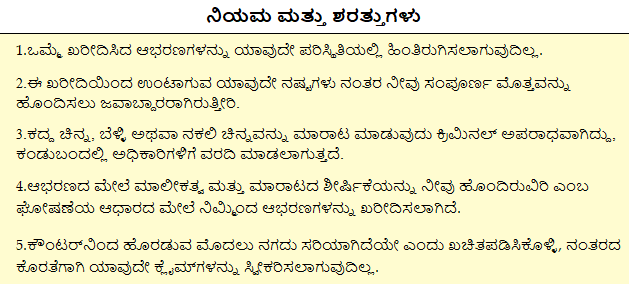 ನಿಯಮ ಮತ್ತು ಶರತ್ತುಗಳು
1.ಒಮ್ಮೆ ಖರೀದಿಸಿದ ಆಭರಣಗಳನ್ನು ಯಾವುದೇ ಪರಿಸ್ಥಿತಿಯಲ್ಲಿ ಹಿಂತಿರುಗಿಸಲಾಗುವುದಿಲ್ಲ.
2.ಈ ಖರೀದಿಯಿಂದ ಉಂಟಾಗುವ ಯಾವುದೇ ನಷ್ಟಗಳು ನಂತರ ನೀವು ಸಂಪೂರ್ಣ ಮೊತ್ತವನ್ನು
ಹೊಂದಿಸಲು ಜವಾಬ್ದಾರರಾಗಿರುತ್ತೀರಿ.
3.ಕದ್ದ ಚಿನ್ನ, ಬೆಳ್ಳಿ ಅಥವಾ ನಕಲಿ ಚಿನ್ನವನ್ನು ಮಾರಾಟ ಮಾಡುವುದು ಕ್ರಿಮಿನಲ್ ಅಪರಾಧವಾಗಿದ್ದು,
ಕಂಡುಬಂದಲ್ಲಿ ಅಧಿಕಾರಿಗಳಿಗೆ ವರದಿ ಮಾಡಲಾಗುತ್ತದೆ.
4.ಆಭರಣದ ಮೇಲೆ ಮಾಲೀಕತ್ವ ಮತ್ತು ಮಾರಾಟದ ಶೀರ್ಷಿಕೆಯನ್ನು ನೀವು ಹೊಂದಿರುವಿರಿ ಎಂಬ
ಘೋಷಣೆಯ ಆಧಾರದ ಮೇಲೆ ನಿಮ್ಮಿಂದ ಆಭರಣಗಳನ್ನು ಖರೀದಿಸಲಾಗಿದೆ.
5.ಕೌಂಟರ್‌ನಿಂದ ಹೊರಡುವ ಮೊದಲು ನಗದು ಸರಿಯಾಗಿದೆಯೇ ಎಂದು ಖಚಿತಪಡಿಸಿಕೊಳ್ಳಿ, ನಂತರದ
ಕೊರತೆಗಾಗಿ ಯಾವುದೇ ಕ್ಲೈಮ್‌ಗಳನ್ನು ಸ್ವೀಕರಿಸಲಾಗುವುದಿಲ್ಲ.